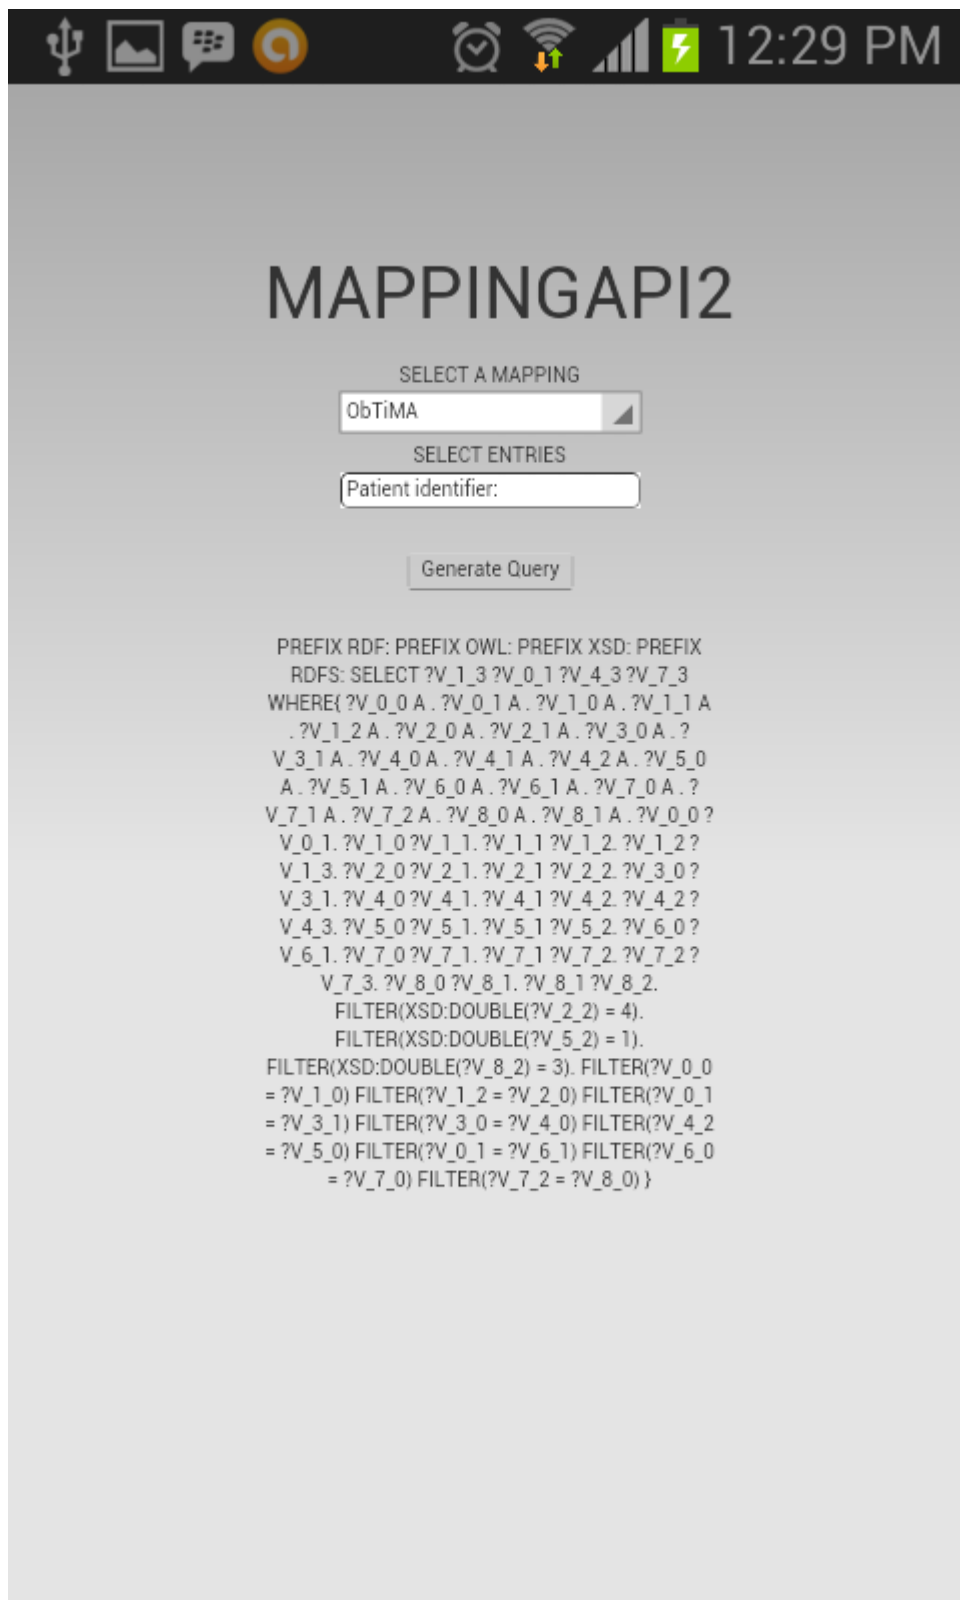 12:29 PM
MAPPINGAPI2
SELECT A MAPPING
ObTiMA
SELECT ENTRIES
Patient identifier:
Generate Query
PREFIX RDF: PREFIX OWL: PREFIX XSD: PREFIX
RDFS: SELECT ?V_1_3 ?V_0_1 ?V_4_3 ?V_7_3
WHERE{ ?V_0_0 A . ?V_0_1 A . ?V_1_0 A . ?V_1_1 A
. ?V_1_2 A . ?V_2_0 A . ?V_2_1 A . ?V_3_0 A . ?
V_3_1 A . ?V_4_0 A . ?V_4_1 A . ?V_4_2 A . ?V_5_0
A . ?V_5_1 A . ?V_6_0 A . ?V_6_1 A . ?V_7_0 A . ?
V_7_1 A . ?V_7_2 A . ?V_8_0 A . ?V_8_1 A . ?V_0_0 ?
V_0_1. ?V_1_0 ?V_1_1. ?V_1_1 ?V_1_2. ?V_1_2 ?
V_1_3. ?V_2_0 ?V_2_1. ?V_2_1 ?V_2_2. ?V_3_0 ?
V_3_1. ?V_4_0 ?V_4_1. ?V_4_1 ?V_4_2. ?V_4_2 ?
V_4_3. ?V_5_0 ?V_5_1. ?V_5_1 ?V_5_2. ?V_6_0 ?
V_6_1. ?V_7_0 ?V_7_1. ?V_7_1 ?V_7_2. ?V_7_2 ?
V_7_3. ?V_8_0 ?V_8_1. ?V_8_1 ?V_8_2.
FILTER(XSD:DOUBLE(?V_2_2) = 4).
FILTER(XSD:DOUBLE(?V_5_2) = 1).
FILTER(XSD:DOUBLE(?V_8_2) = 3). FILTER(?V_0_0
= ?V_1_0) FILTER(?V_1_2 = ?V_2_0) FILTER(?V_0_1
= ?V_3_1) FILTER(?V_3_0 = ?V_4_0) FILTER(?V_4_2
= ?V_5_0) FILTER(?V_0_1 = ?V_6_1) FILTER(?V_6_0
= ?V_7_0) FILTER(?V_7_2 = ?V_8_0) }